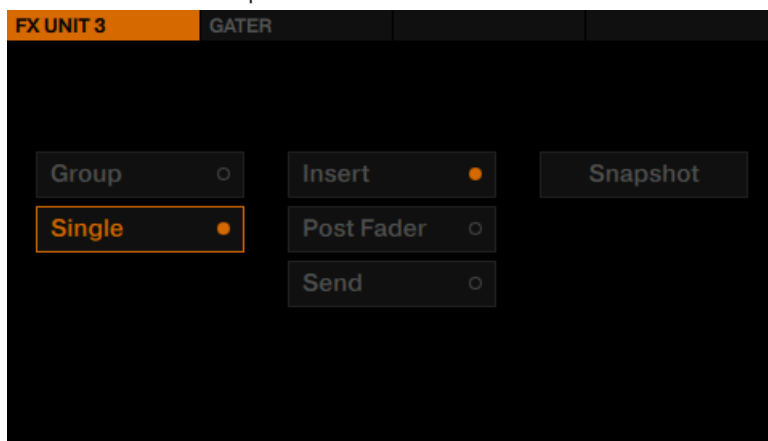 FX UNIT 3 GATER
Group Insert Snapshot
Single Post Fader
Send